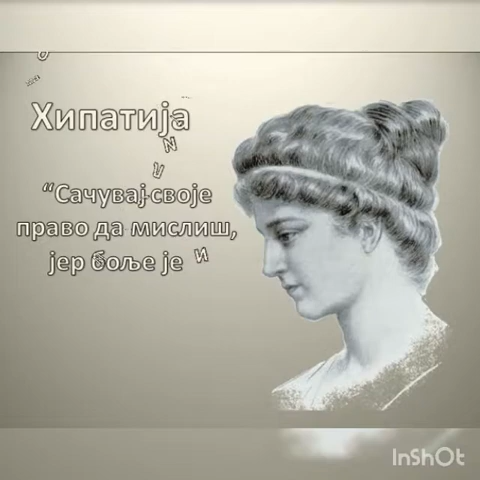 Хипатија
“Сачувај своје
право да мислиш,
јер боље је и
InShOt